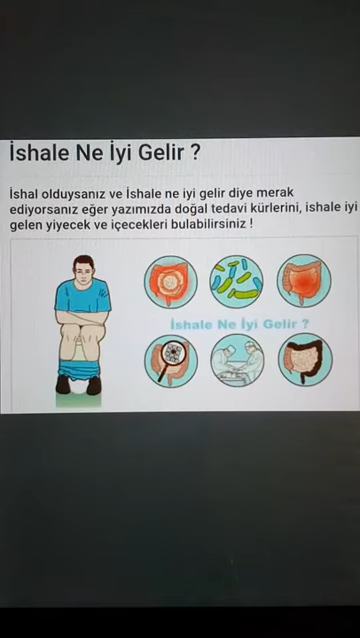 İshale Ne İyi Gelir ?
İshal olduysanız ve İshale ne iyi gelir diye merak
ediyorsanız eğer yazımızda doğal tedavi kürlerini, ishale iyi
gelen yiyecek ve içecekleri bulabilirsiniz !
İshale Ne İyi Gelir ?